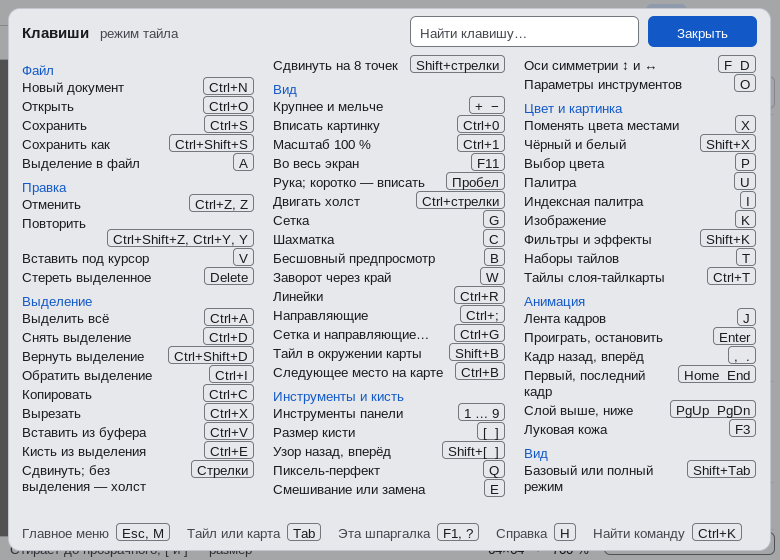 Клавиши режим тайла
Найти клавишу…
Закрыть
Файл
Новый документ Ctrl+N
Открыть Ctrl+O
Сохранить Ctrl+S
Сохранить как Ctrl+Shift+S
Выделение в файл A
Правка
Отменить Ctrl+Z, Z
Повторить
Ctrl+Shift+Z, Ctrl+Y, Y
Вставить под курсор V
Стереть выделенное Delete
Выделение
Выделить всё Ctrl+A
Снять выделение Ctrl+D
Вернуть выделение Ctrl+Shift+D
Обратить выделение Ctrl+I
Копировать Ctrl+C
Вырезать Ctrl+X
Вставить из буфера Ctrl+V
Кисть из выделения Ctrl+E
Сдвинуть; без Стрелки
выделения — холст
Сдвинуть на 8 точек Shift+стрелки
Вид
Крупнее и мельче + −
Вписать картинку Ctrl+0
Масштаб 100 % Ctrl+1
Во весь экран F11
Рука; коротко — вписать Пробел
Двигать холст Ctrl+стрелки
Сетка G
Шахматка C
Бесшовный предпросмотр B
Заворот через край W
Линейки Ctrl+R
Направляющие Ctrl+;
Сетка и направляющие… Ctrl+G
Тайл в окружении карты Shift+B
Следующее место на карте Ctrl+B
Инструменты и кисть
Инструменты панели 1 … 9
Размер кисти [ ]
Узор назад, вперёд Shift+[ ]
Пиксель-перфект Q
Смешивание или замена E
Оси симметрии ↕ и ↔ F D
Параметры инструментов O
Цвет и картинка
Поменять цвета местами X
Чёрный и белый Shift+X
Выбор цвета P
Палитра U
Индексная палитра I
Изображение K
Фильтры и эффекты Shift+K
Наборы тайлов T
Тайлы слоя-тайлкарты Ctrl+T
Анимация
Лента кадров J
Проиграть, остановить Enter
Кадр назад, вперёд , .
Первый, последний Home End
кадр
Слой выше, ниже PgUp PgDn
Луковая кожа F3
Вид
Базовый или полный Shift+Tab
режим
Главное меню Esc, M Тайл или карта Tab Эта шпаргалка F1, ? Справка H Найти команду Ctrl+K